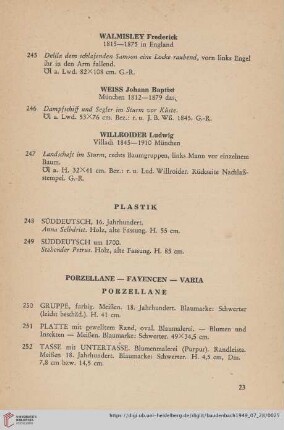 WALMISLEY Frederick
1815—1875 in England
245 Delila dem schlafenden Samson eine Locke raubend, vorn links Engel
ihr in den Arm fallend.
Öl a. Lwd. 82×108 cm. G.-R.
WEISS Johann Baptist
München 1812—1879 das.
246 Dampfschiff und Segler im Sturm vor Küste.
Öl a. Lwd. 53×76 cm. Bez.: r. u. J. B. Wß. 1845. G.-R.
WILLROIDER Ludwig
Villach 1845—1910 München
247 Landschaft im Sturm, rechts Baumgruppen, links Mann vor einzelnem
Baum.
Öl a. H. 32×41 cm. Bez.: r. u. Lud. Willroider. Rückseite Nachlaß-
stempel. G.-R.
PLASTIK
248 SÜDDEUTSCH, 16. Jahrhundert.
Anna Selbdritt. Holz, alte Fassung. H. 55 cm.
249 SÜDDEUTSCH um 1700.
Stehender Petrus. Holz, alte Fassung. H. 85 cm.
PORZELLANE — FAYENCEN — VARIA
PORZELLANE
250 GRUPPE, farbig. Meißen. 18. Jahrhundert. Blaumarke: Schwerter
(leicht beschäd.) H. 41 cm.
251 PLATTE mit gewelltem Rand, oval. Blaumalerei. — Blumen und
Insekten — Meißen. Blaumarke: Schwerter. 49×34,5 cm.
252 TASSE mit UNTERTASSE. Blumenmalerei (Purpur). Randleiste.
Meißen 18. Jahrhundert. Blaumarke: Schwerter. H. 4,5 cm, Dm.
7,8 cm bzw. 14,5 cm.
23
UNIVERSITÄTS-
BIBLIOTHEK
HEIDELBERG